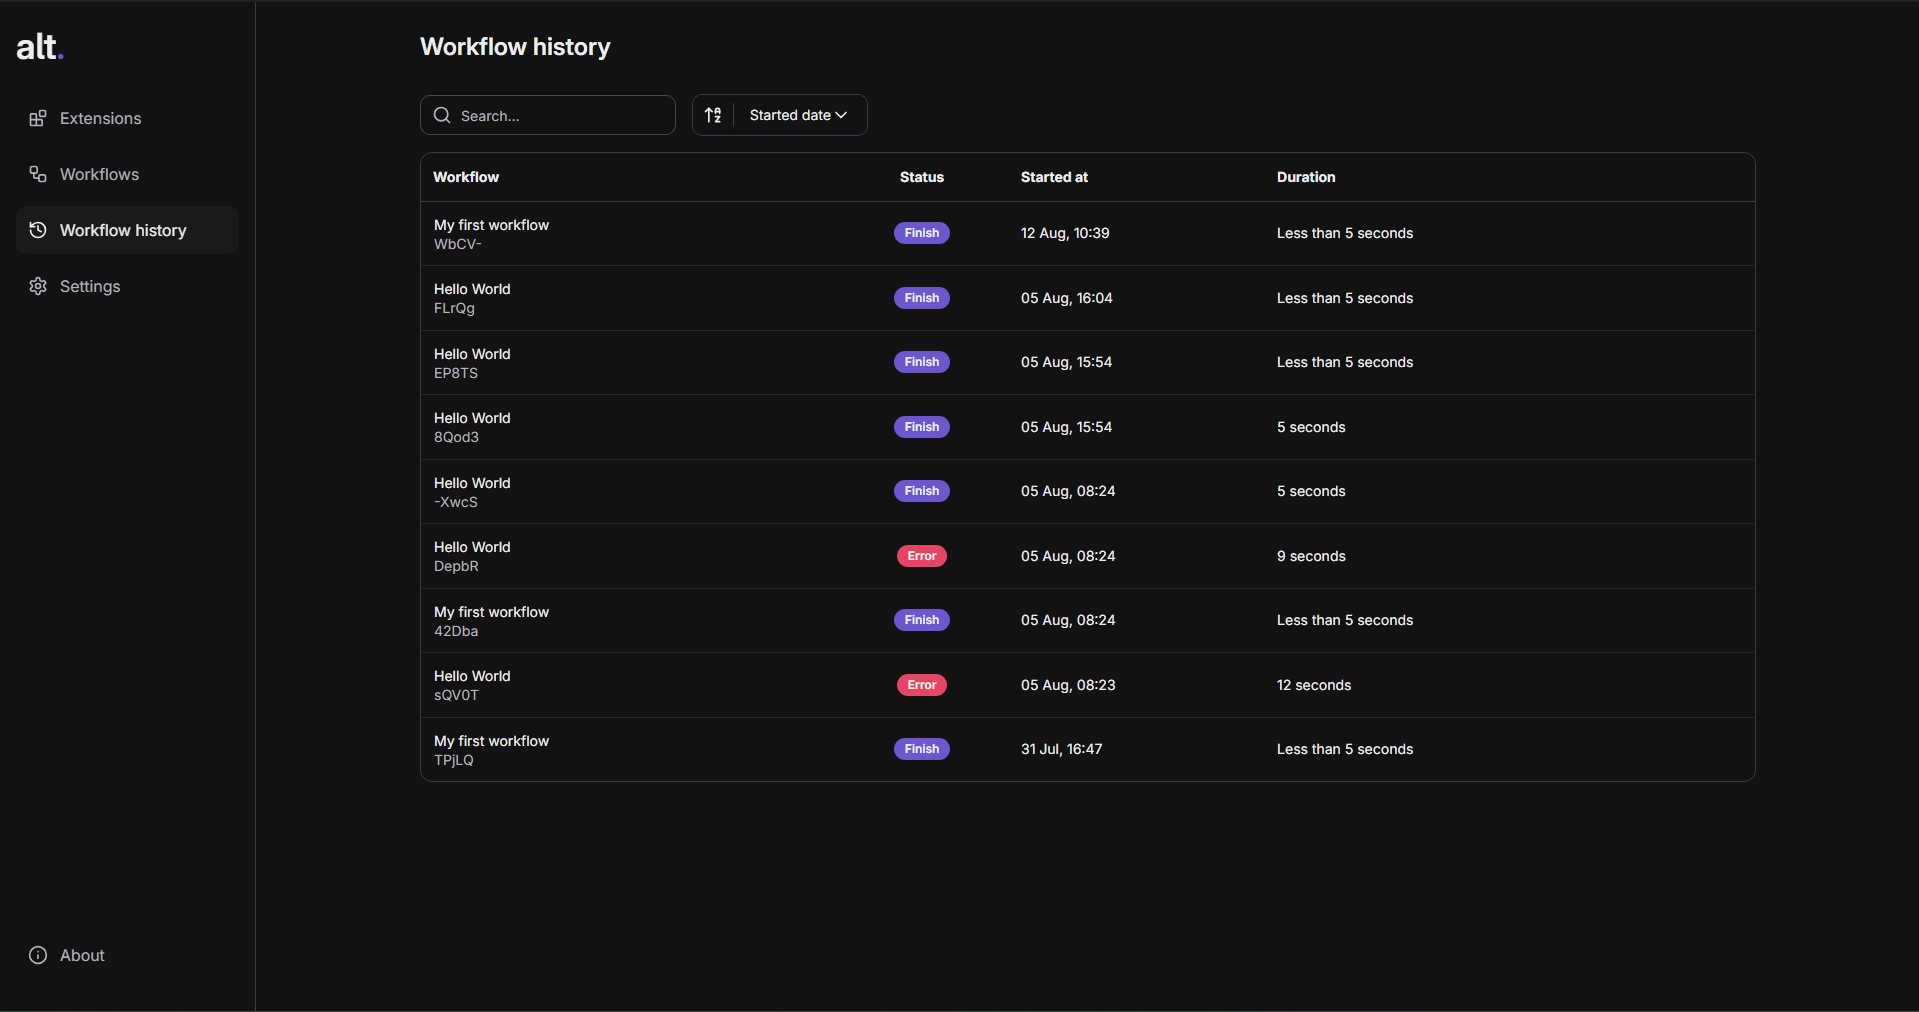 alt.
Extensions
Workflows
Workflow history
Settings
About
Workflow history
Search...
Started date
Workflow Status Started at Duration
My first workflow
WbCV-
Finish 12 Aug, 10:39 Less than 5 seconds
Hello World
FLrQg
Finish 05 Aug, 16:04 Less than 5 seconds
Hello World
EP8TS
Finish 05 Aug, 15:54 Less than 5 seconds
Hello World
8Qod3
Finish 05 Aug, 15:54 5 seconds
Hello World
-XwcS
Finish 05 Aug, 08:24 5 seconds
Hello World
DepbR
Error 05 Aug, 08:24 9 seconds
My first workflow
42Dba
Finish 05 Aug, 08:24 Less than 5 seconds
Hello World
sQV0T
Error 05 Aug, 08:23 12 seconds
My first workflow
TPjLQ
Finish 31 Jul, 16:47 Less than 5 seconds